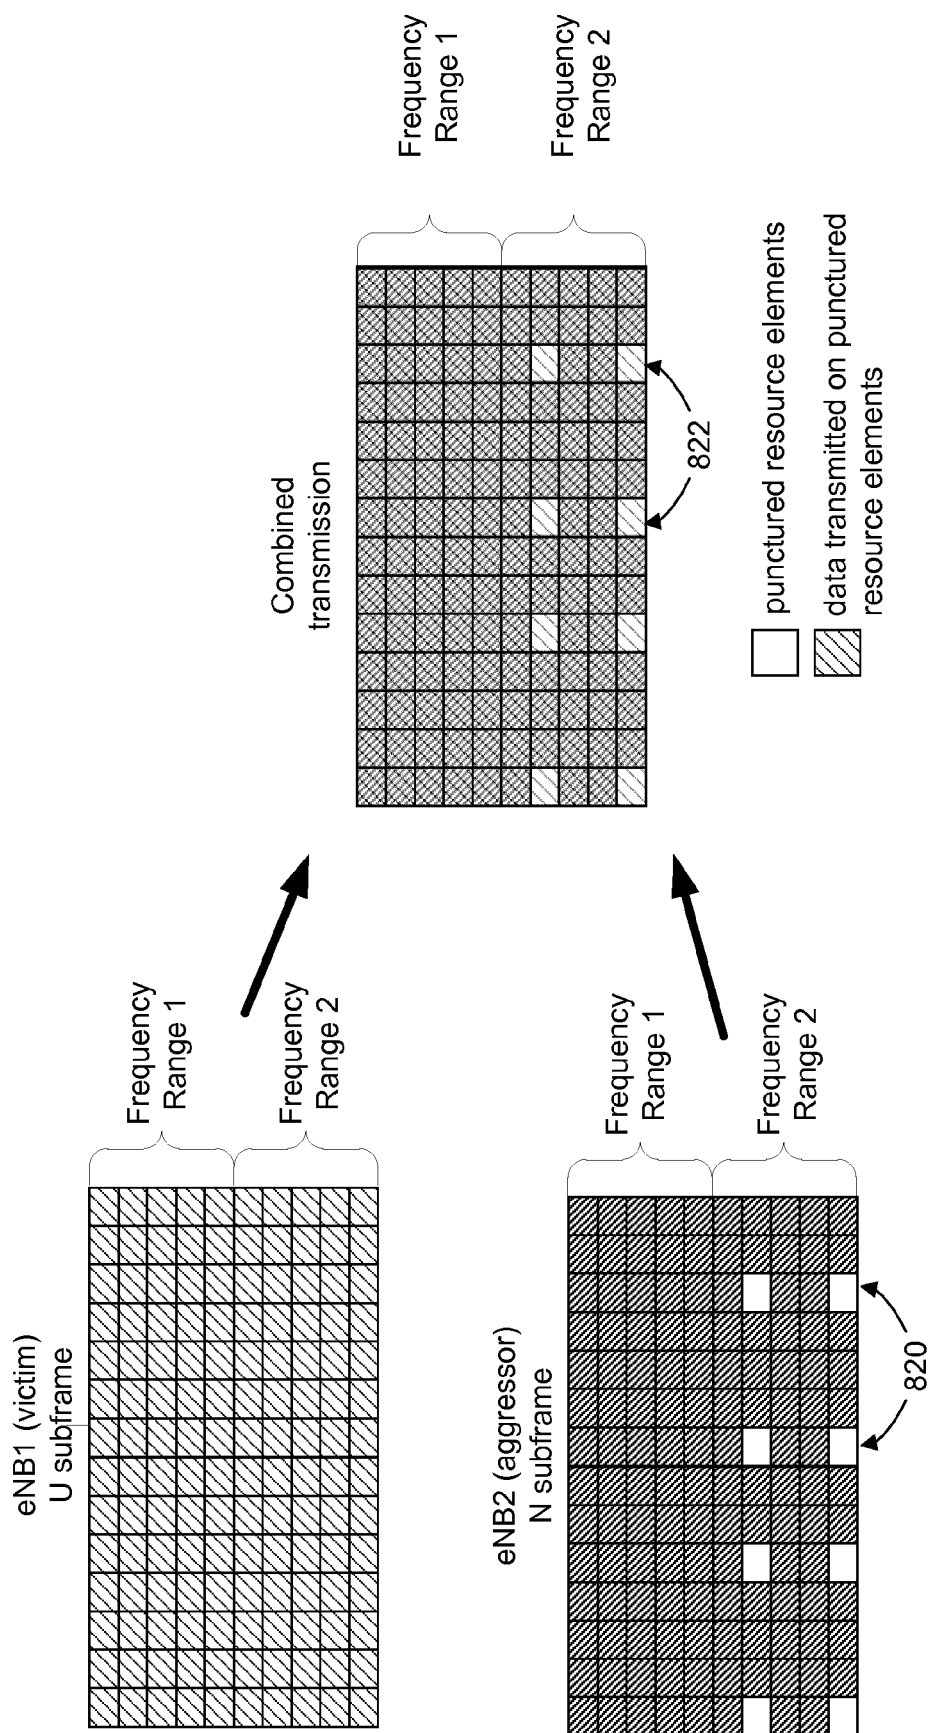 eNB1 (victim)
U subframe
Frequency
Range 1
Frequency
Range 2
eNB2 (aggressor)
N subframe
Frequency
Range 1
Frequency
Range 2
820
Combined
transmission
Frequency
Range 1
Frequency
Range 2
822
punctured resource elements
data transmitted on punctured
resource elements